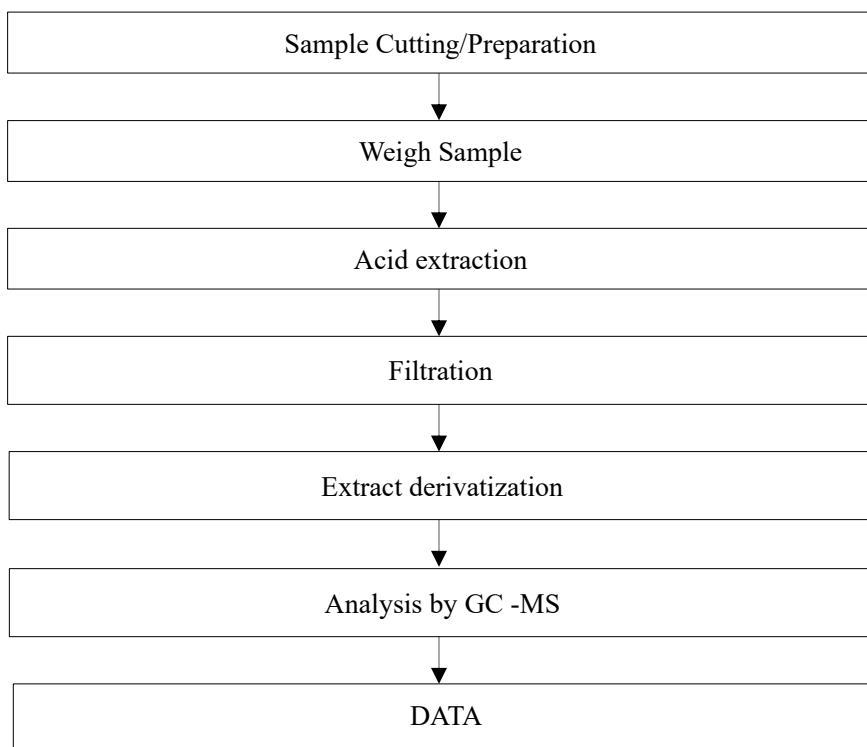 Sample Cutting/Preparation
Weigh Sample
Acid extraction
Filtration
Extract derivatization
Analysis by GC -MS
DATA